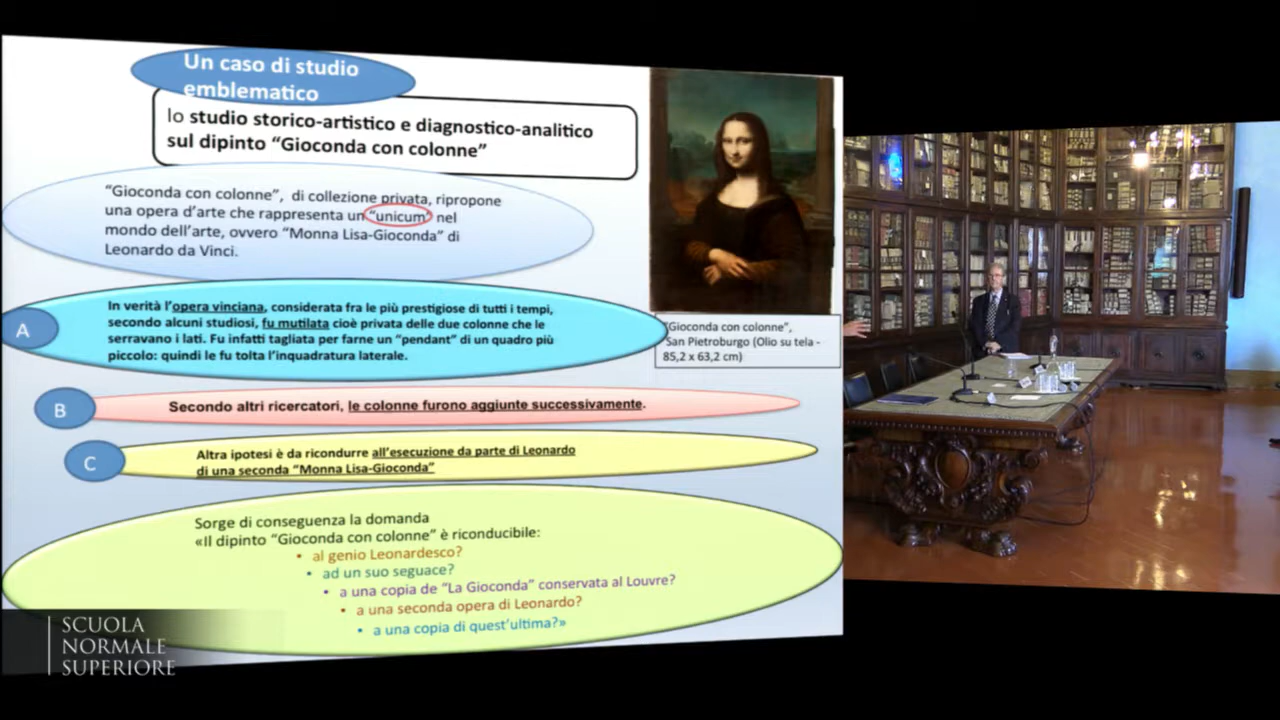 Un caso di studio
emblematico
lo studio storico-artistico e diagnostico-analitico
sul dipinto “Gioconda con colonne”
“Gioconda con colonne”, di collezione privata, ripropone
una opera d’arte che rappresenta un “unicum” nel
mondo dell’arte, ovvero “Monna Lisa-Gioconda” di
Leonardo da Vinci.
"Gioconda con colonne”,
San Pietroburgo (Olio su tela -
85,2 x 63,2 cm)
A
In verità l’opera vinciana, considerata fra le più prestigiose di tutti i tempi,
secondo alcuni studiosi, fu mutilata cioè privata delle due colonne che le
serravano i lati. Fu infatti tagliata per farne un “pendant” di un quadro più
piccolo: quindi le fu tolta l’inquadratura laterale.
B
Secondo altri ricercatori, le colonne furono aggiunte successivamente.
C
Altra ipotesi è da ricondurre all’esecuzione da parte di Leonardo
di una seconda “Monna Lisa-Gioconda”
Sorge di conseguenza la domanda
«Il dipinto “Gioconda con colonne” è riconducibile:
• al genio Leonardesco?
• ad un suo seguace?
• a una copia de “La Gioconda” conservata al Louvre?
• a una seconda opera di Leonardo?
• a una copia di quest’ultima?»
SCUOLA
NORMALE
SUPERIORE